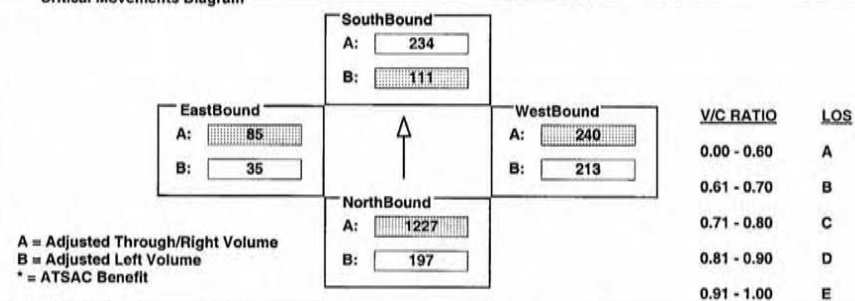 Critical Movements Diagram
SouthBound
A: 234
B: 111
EastBound
A: 85
B: 35
WestBound
A: 240
B: 213
NorthBound
A: 1227
B: 197
A = Adjusted Through/Right Volume
B = Adjusted Left Volume
* = ATSAC Benefit
V/C RATIO LOS
0.00 - 0.60 A
0.61 - 0.70 B
0.71 - 0.80 C
0.81 - 0.90 D
0.91 - 1.00 E